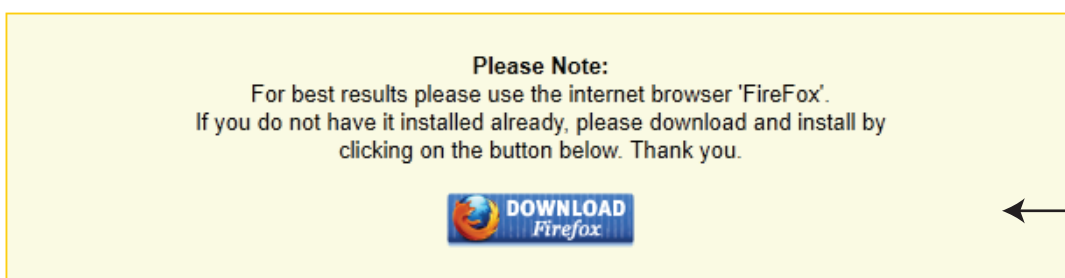 Please Note:
For best results please use the internet browser 'FireFox'.
If you do not have it installed already, please download and install by
clicking on the button below. Thank you.
DOWNLOAD
Firefox